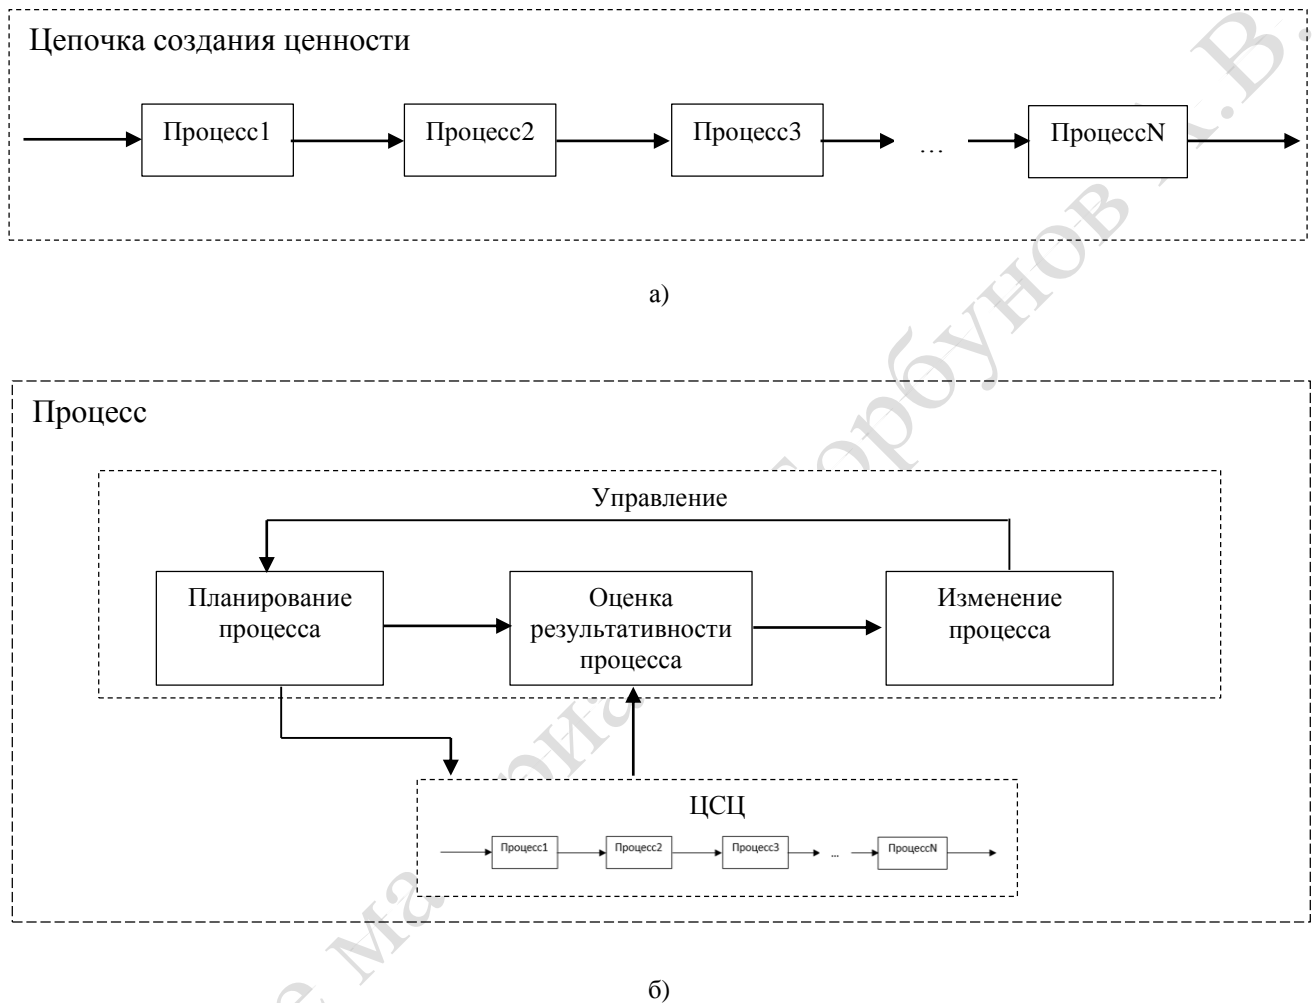 Цепочка создания ценности
Процесс1
Процесс2
Процесс3
…
ПроцессN
а)
Процесс
Управление
Планирование
процесса
Оценка
результативности
процесса
Изменение
процесса
ЦСЦ
Процесс1
Процесс2
Процесс3
...
ПроцессN
б)